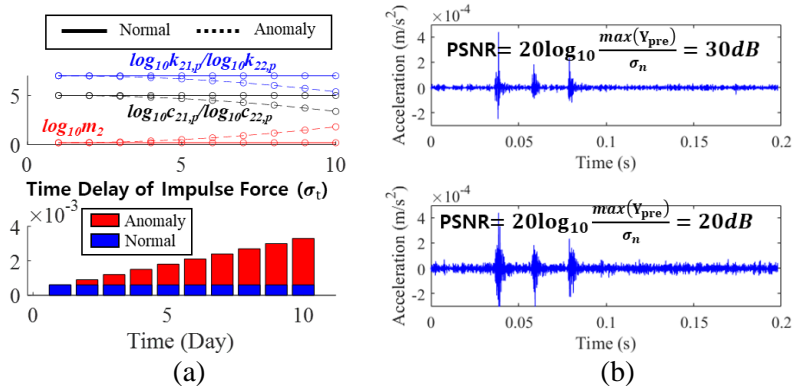 (a)
Normal
Anomaly
log₁₀k₂₁,ₚ/log₁₀k₂₂,ₚ
5
log₁₀c₂₁,ₚ/log₁₀c₂₂,ₚ
log₁₀m₂
0
0 5 10
Time Delay of Impulse Force (σₜ)
×10⁻³
Anomaly
Normal
4
2
0
0 5 10
Time (Day)
(a)
(b)
×10⁻⁴
PSNR= 20log₁₀ max(Y_pre)/σₙ = 30dB
Acceleration (m/s²)
4
2
0
-2
0 0.05 0.1 0.15 0.2
Time (s)
×10⁻⁴
PSNR= 20log₁₀ max(Y_pre)/σₙ = 20dB
Acceleration (m/s²)
4
2
0
-2
0 0.05 0.1 0.15 0.2
Time (s)
(b)